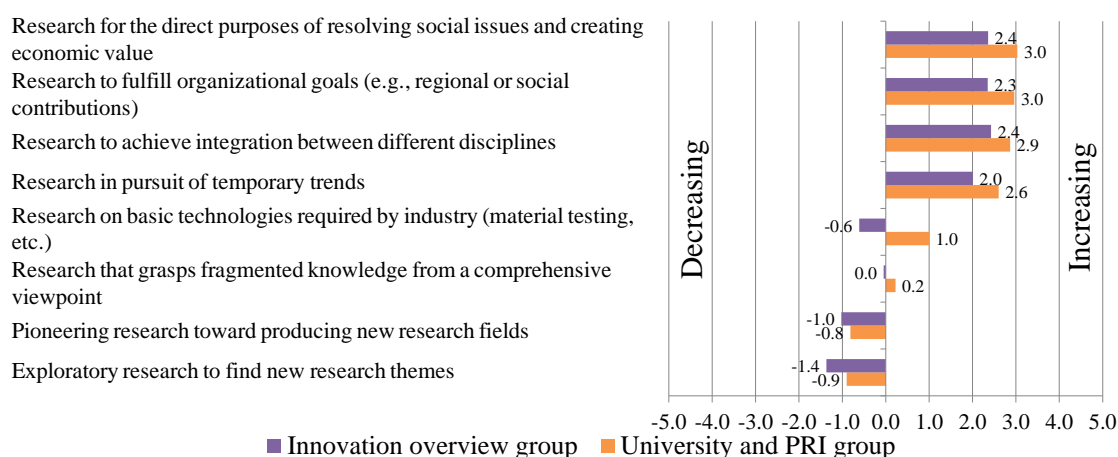 Research for the direct purposes of resolving social issues and creating
economic value
2.4
3.0
Research to fulfill organizational goals (e.g., regional or social
contributions)
2.3
3.0
Research to achieve integration between different disciplines
2.4
2.9
Research in pursuit of temporary trends
2.0
2.6
Research on basic technologies required by industry (material testing,
etc.)
-0.6
1.0
Research that grasps fragmented knowledge from a comprehensive
viewpoint
0.0
0.2
Pioneering research toward producing new research fields
-1.0
-0.8
Exploratory research to find new research themes
-1.4
-0.9
Decreasing
Increasing
-5.0 -4.0 -3.0 -2.0 -1.0 0.0 1.0 2.0 3.0 4.0 5.0
Innovation overview group University and PRI group